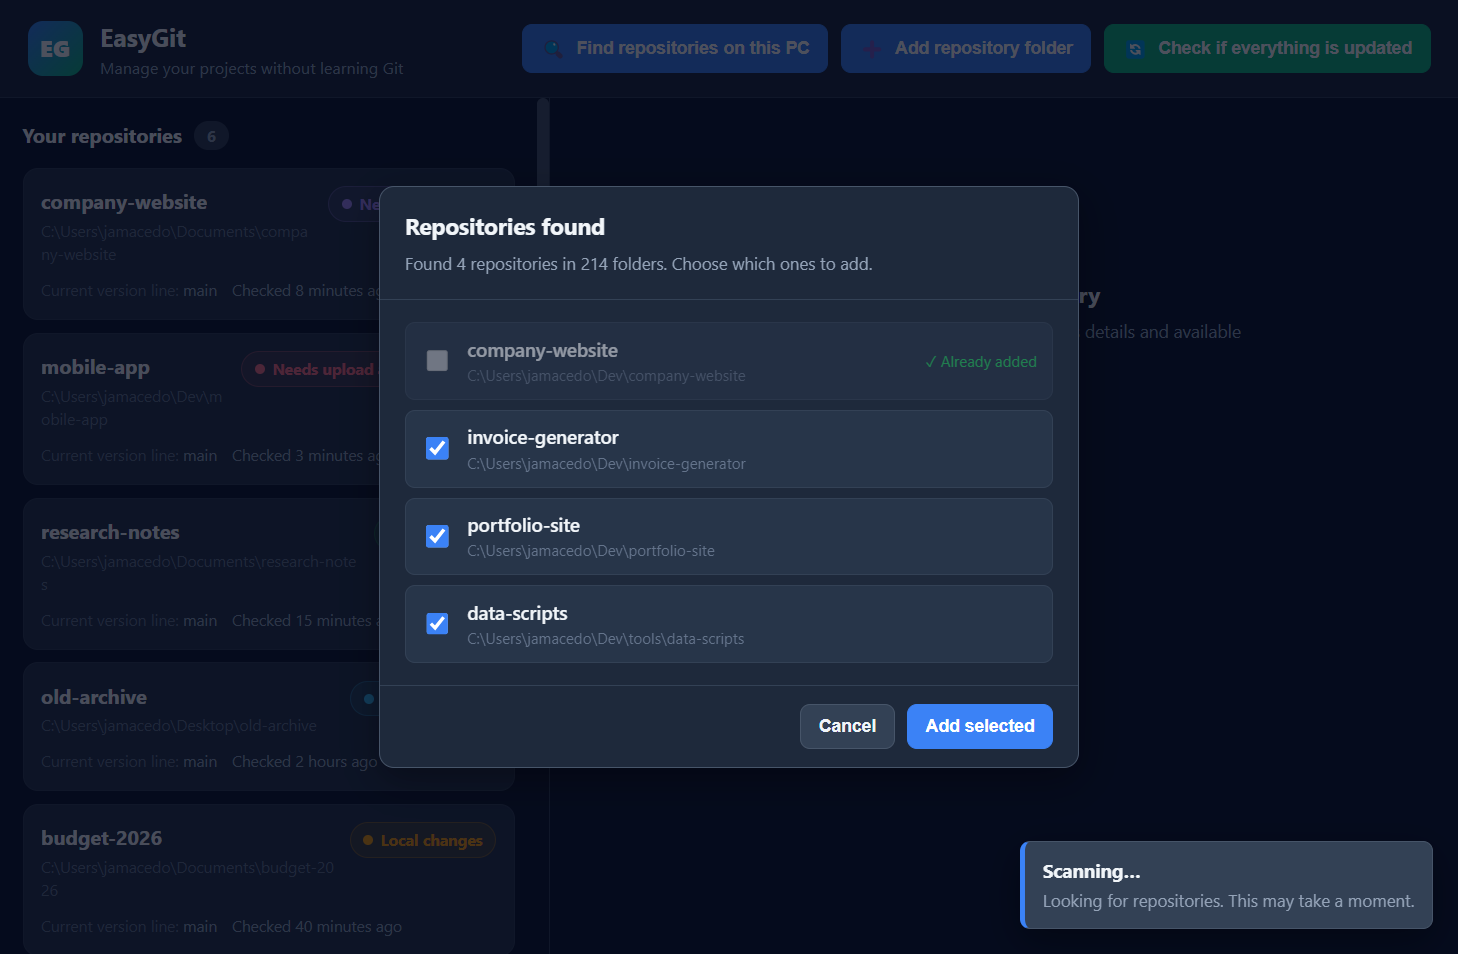 EG
EasyGit
Manage your projects without learning Git
Find repositories on this PC
Add repository folder
Check if everything is updated
Your repositories 6
company-website
C:\Users\jamacedo\Documents\compa
ny-website
Current version line: main Checked 8 minutes
mobile-app
Needs upload
C:\Users\jamacedo\Dev\m
obile-app
Current version line: main Checked 3 minutes
research-notes
C:\Users\jamacedo\Documents\research-note
s
Current version line: main Checked 15 minutes
old-archive
C:\Users\jamacedo\Desktop\old-archive
Current version line: main Checked 2 hours ago
budget-2026
Local changes
C:\Users\jamacedo\Documents\budget-20
26
Current version line: main Checked 40 minutes ago
Repositories found
Found 4 repositories in 214 folders. Choose which ones to add.
company-website
C:\Users\jamacedo\Dev\company-website
✓ Already added
invoice-generator
C:\Users\jamacedo\Dev\invoice-generator
portfolio-site
C:\Users\jamacedo\Dev\portfolio-site
data-scripts
C:\Users\jamacedo\Dev\tools\data-scripts
Cancel
Add selected
details and available
Scanning...
Looking for repositories. This may take a moment.